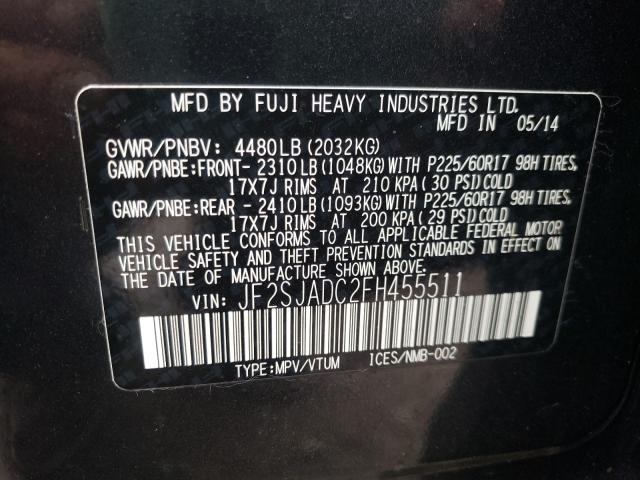 MFD BY FUJI HEAVY INDUSTRIES LTD.
MFD IN 05/14
GVWR/PNBV: 4480LB(2032KG)
GAWR/PNBE:FRONT-2310LB(1048KG)WITH P225/60R17 98H TIRES,
17X7J RIMS AT 210 KPA(30 PSI)COLD
GAWR/PNBE:REAR -2410LB(1093KG)WITH P225/60R17 98H TIRES,
17X7J RIMS AT 200 KPA(29 PSI)COLD
THIS VEHICLE CONFORMS TO ALL APPLICABLE FEDERAL MOTOR
VEHICLE SAFETY AND THEFT PREVENTION STANDARDS IN EFFECT ON
THE DATE OF MANUFACTURE SHOWN ABOVE.
VIN: JF2SJADC2FH455511
TYPE:MPV/VTUM ICES/NMB-002